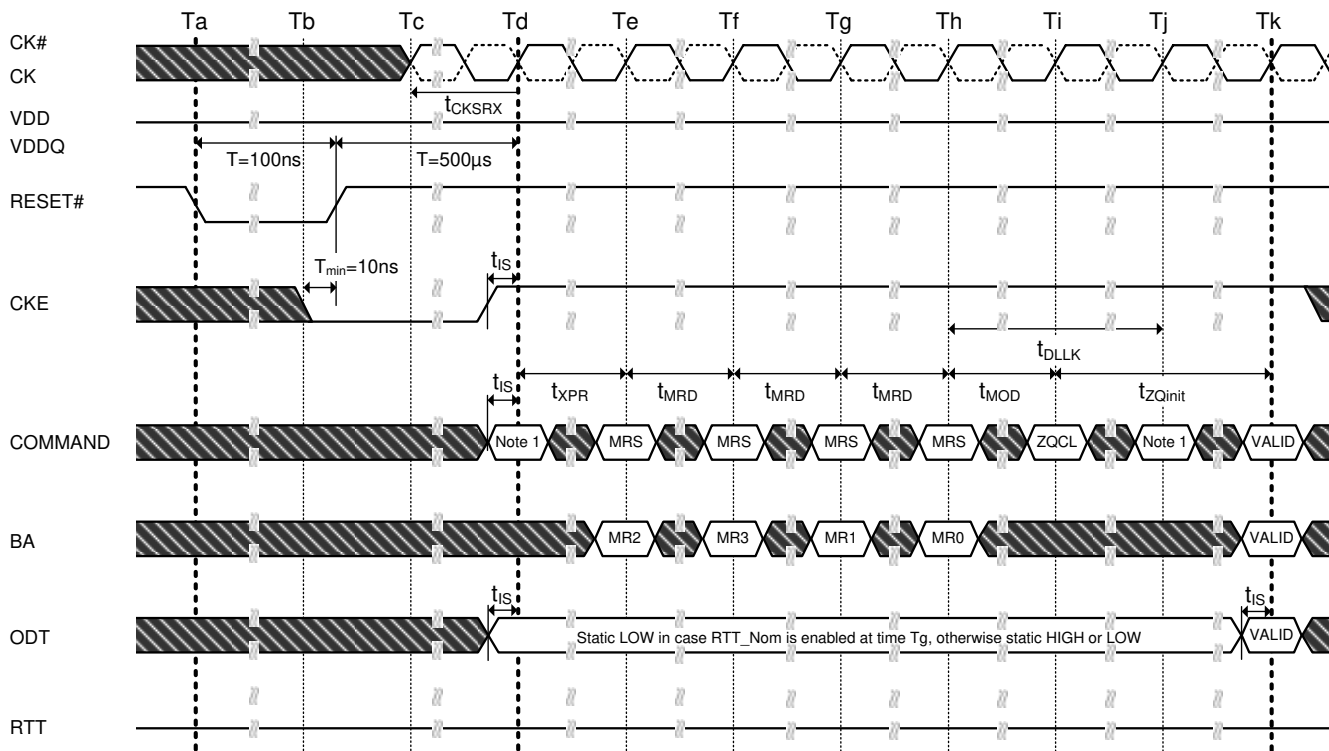 Ta Tb Tc Td Te Tf Tg Th Ti Tj Tk
CK#
CK
tCKSRX
VDD
VDDQ
T=100ns T=500µs
RESET#
Tmin=10ns tIS
CKE
tDLLK
tIS tXPR tMRD tMRD tMRD tMOD tZQinit
COMMAND Note 1 MRS MRS MRS MRS ZQCL Note 1 VALID
BA MR2 MR3 MR1 MR0 VALID
tIS tIS
ODT Static LOW in case RTT_Nom is enabled at time Tg, otherwise static HIGH or LOW VALID
RTT